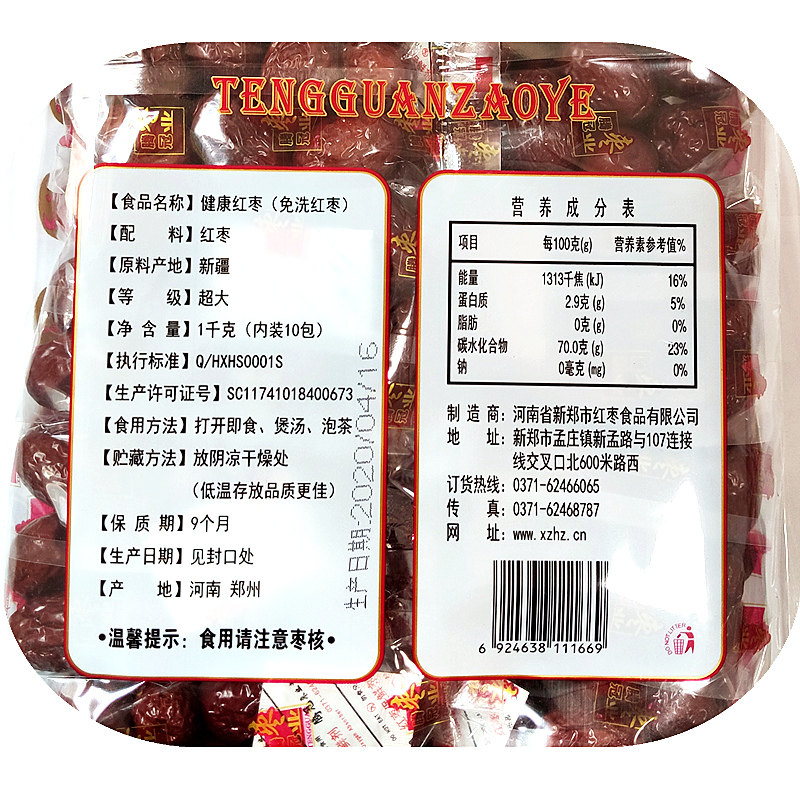 TENGGUANZAOYE
【食品名称】健康红枣（免洗红枣）
【配 料】红枣
【原料产地】新疆
【等 级】超大
【净 含 量】1千克（内装10包）
【执行标准】Q/HXHS0001S
【生产许可证号】SC11741018400673
【食用方法】打开即食、煲汤、泡茶
【贮藏方法】放阴凉干燥处
（低温存放品质更佳）
【保 质 期】9个月
【生产日期】见封口处
【产 地】河南 郑州
•温馨提示：食用请注意枣核•
生产日期:2020/04/16
营养成分表
项目 每100克(g) 营养素参考值%
能量 1313千焦(kJ) 16%
蛋白质 2.9克(g) 5%
脂肪 0克(g) 0%
碳水化合物 70.0克(g) 23%
钠 0毫克(mg) 0%
制 造 商：河南省新郑市红枣食品有限公司
地 址：新郑市孟庄镇新孟路与107连接
线交叉口北600米路西
订货热线：0371-62466065
传 真：0371-62468787
网 址：www.xzhz.cn
6 924638 111669
DO NOT LITTER